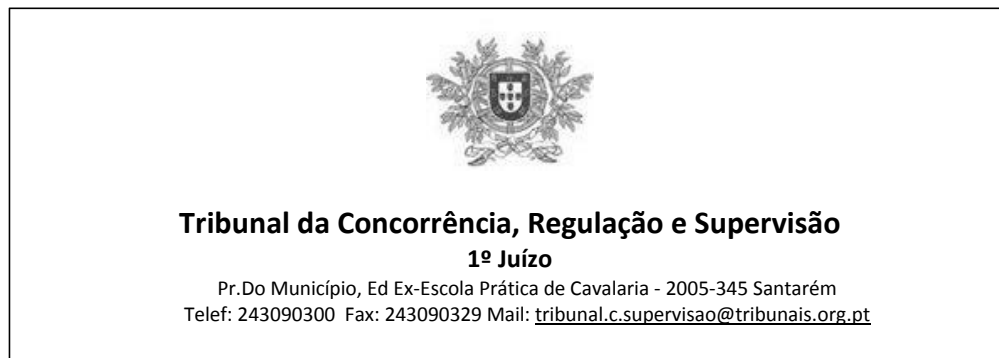 Tribunal da Concorrência, Regulação e Supervisão
1º Juízo
Pr.Do Município, Ed Ex-Escola Prática de Cavalaria - 2005-345 Santarém
Telef: 243090300 Fax: 243090329 Mail: tribunal.c.supervisao@tribunais.org.pt